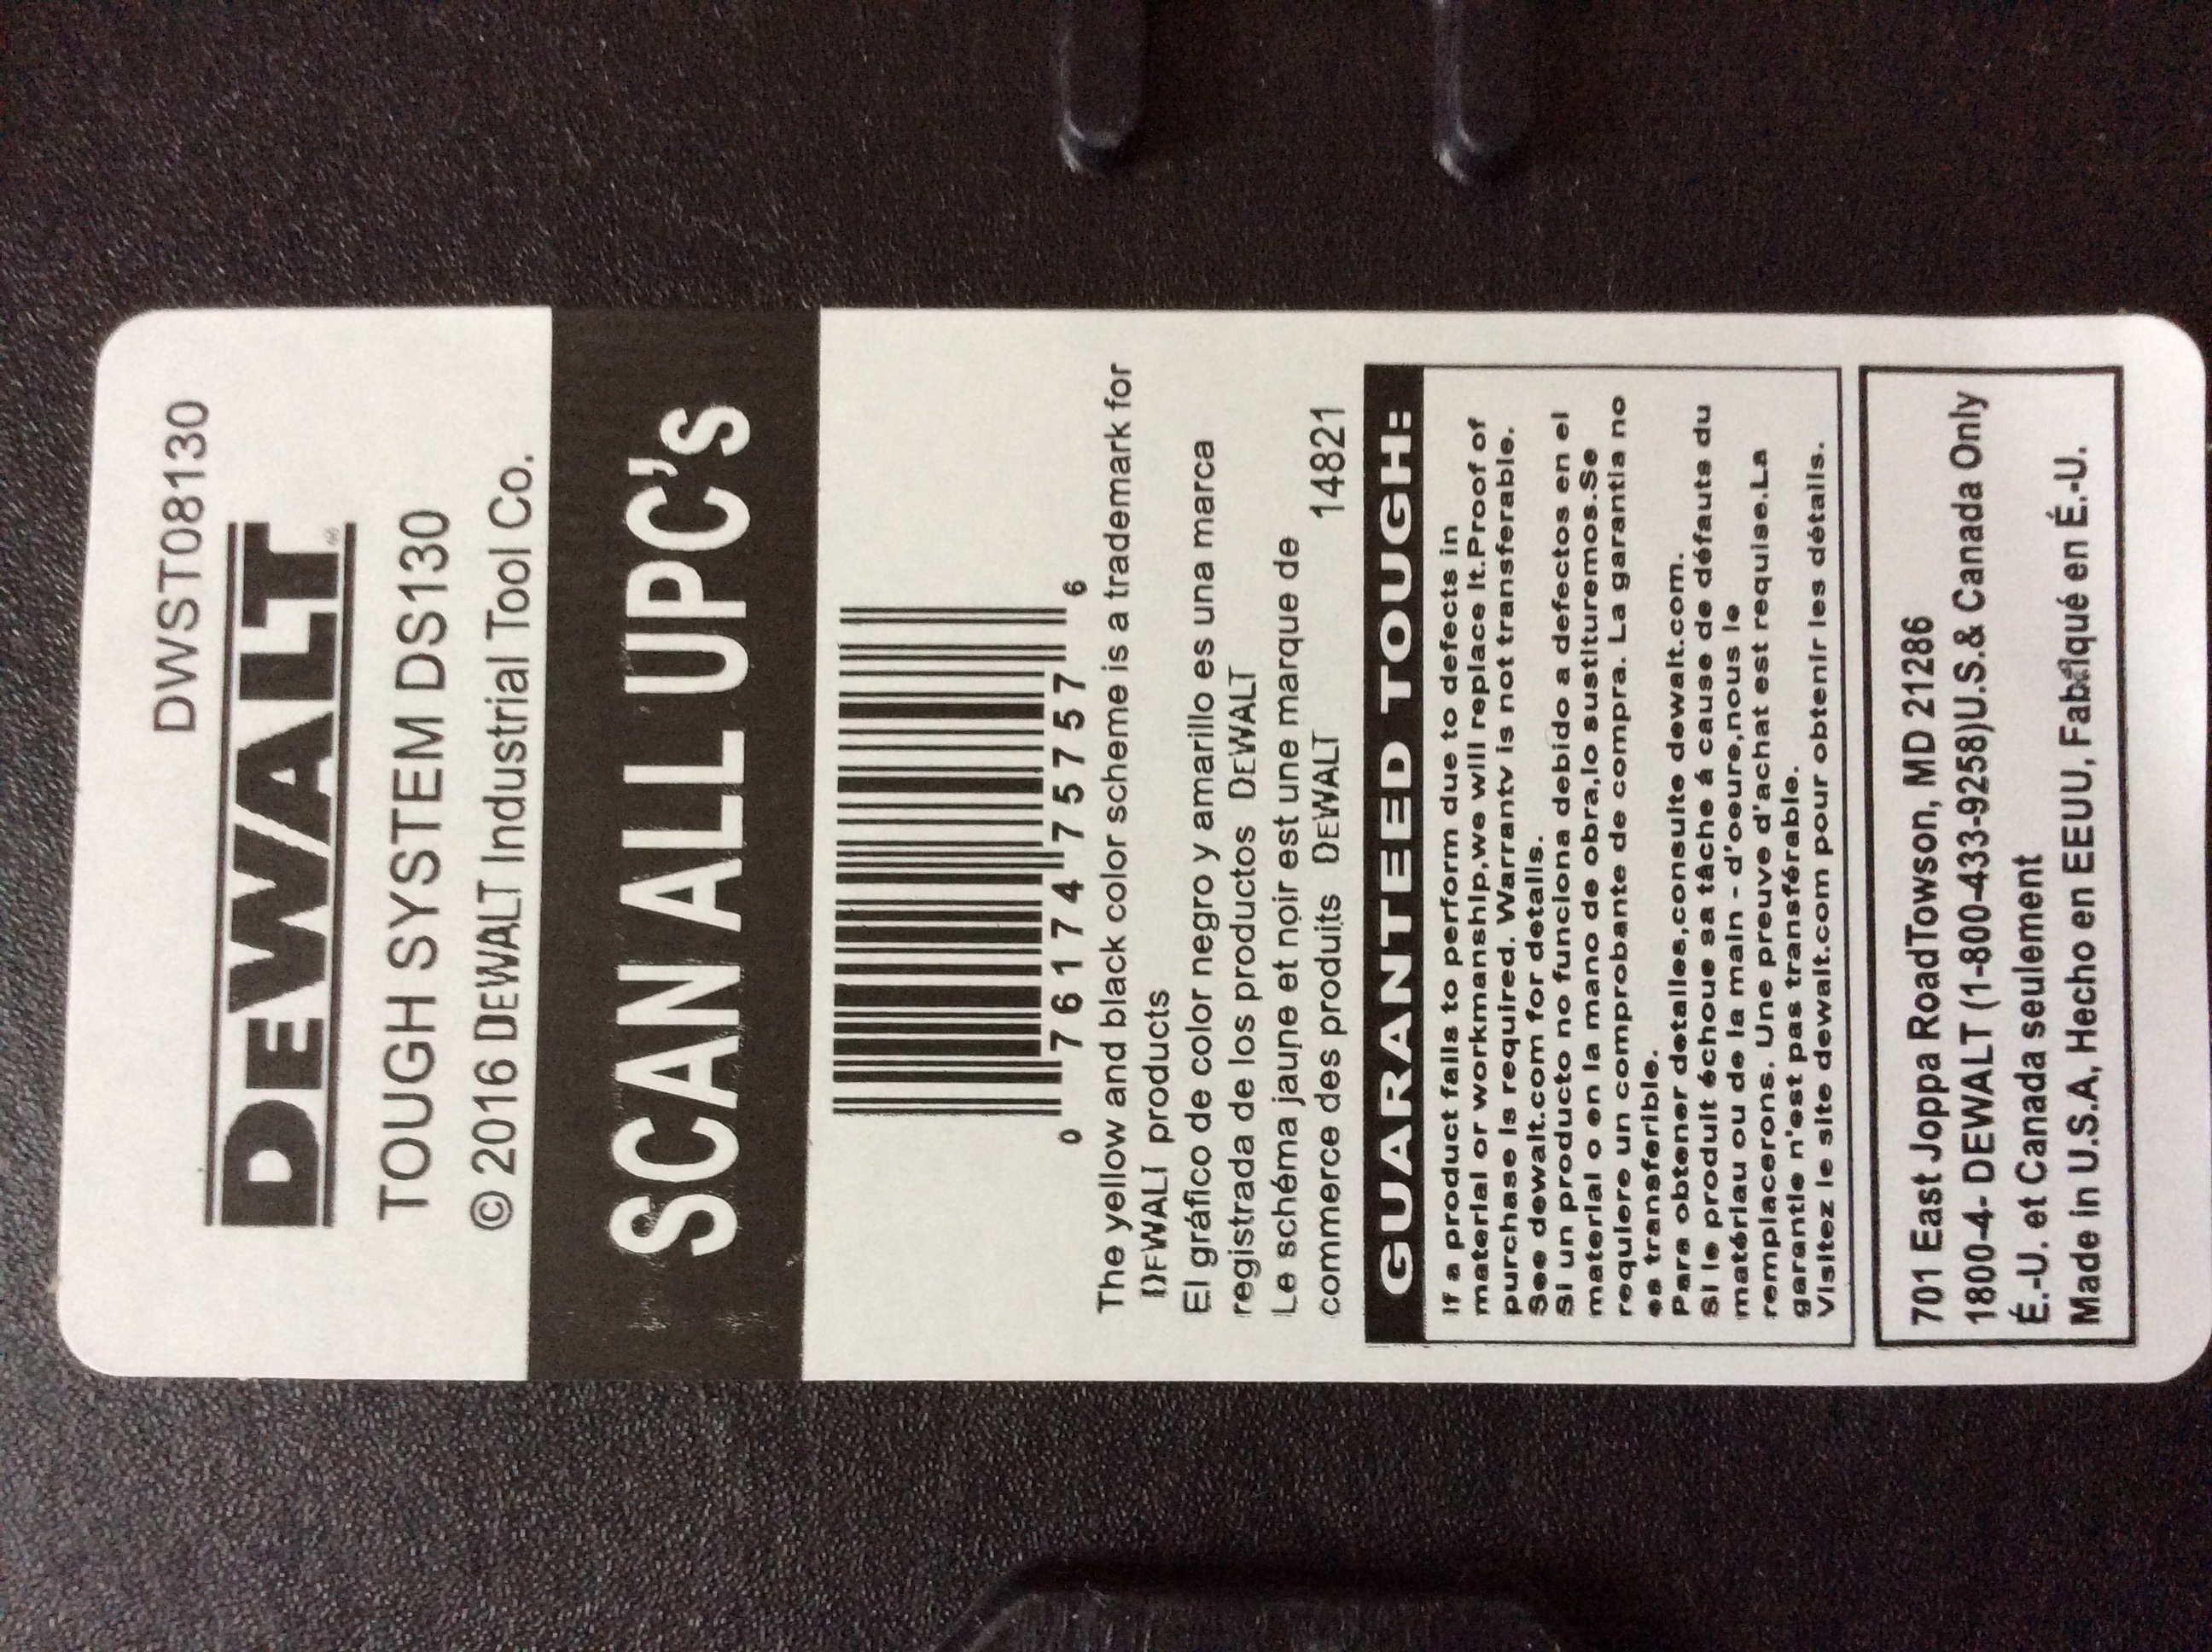 DWST08130
DEWALT
TOUGH SYSTEM DS130
© 2016 DEWALT Industrial Tool Co.
SCAN ALL UPC's
0 76174 75757 6
The yellow and black color scheme is a trademark for
DEWALT products
El gráfico de color negro y amarillo es una marca
registrada de los productos DEWALT
Le schéma jaune et noir est une marque de
commerce des produits DEWALT 14821
GUARANTEED TOUGH:
If a product fails to perform due to defects in
material or workmanship,we will replace it.Proof of
purchase is required. Warranty is not transferable.
See dewalt.com for details.
Si un producto no funciona debido a defectos en el
material o en la mano de obra,lo sustituremos.Se
requiere un comprobante de compra. La garantia no
es transferible.
Para obtener detalles,consulte dewalt.com.
Si le produit échoue sa tâche á cause de défauts du
matériau ou de la main - d'oeure,nous le
remplacerons. Une preuve d'achat est requise.La
garantie n'est pas transférable.
Visitez le site dewalt.com pour obtenir les détails.
701 East Joppa RoadTowson, MD 21286
1800-4- DEWALT (1-800-433-9258)U.S.& Canada Only
É.-U. et Canada seulement
Made in U.S.A, Hecho en EEUU, Fabfiqué en É.-U.